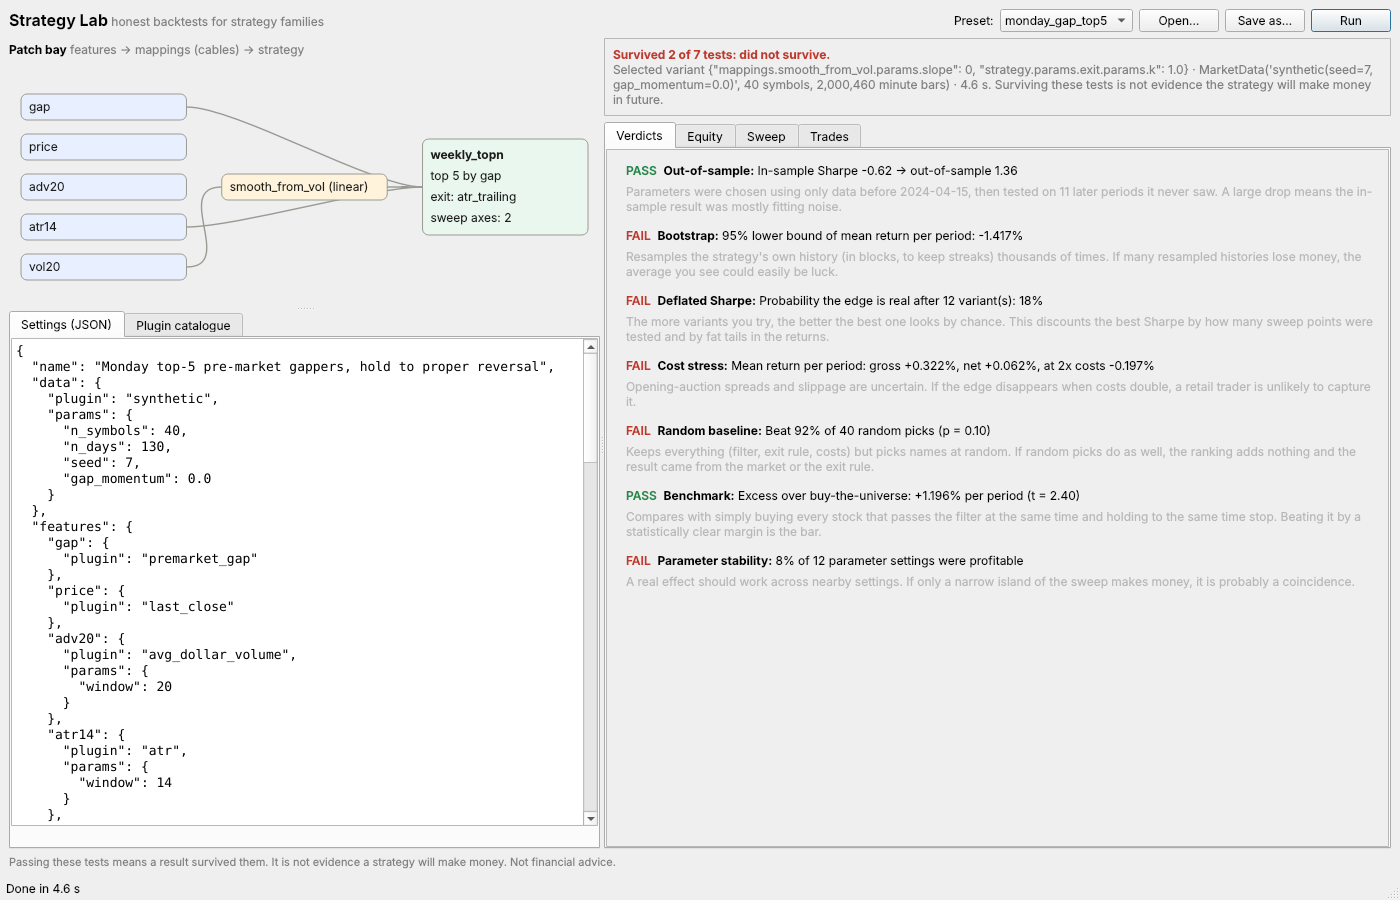 Strategy Lab honest backtests for strategy families
Preset: monday_gap_top5 Open... Save as... Run
Patch bay features → mappings (cables) → strategy
gap
price
adv20
atr14
vol20
smooth_from_vol (linear)
weekly_topn
top 5 by gap
exit: atr_trailing
sweep axes: 2
Settings (JSON) Plugin catalogue
{
  "name": "Monday top-5 pre-market gappers, hold to proper reversal",
  "data": {
    "plugin": "synthetic",
    "params": {
      "n_symbols": 40,
      "n_days": 130,
      "seed": 7,
      "gap_momentum": 0.0
    }
  },
  "features": {
    "gap": {
      "plugin": "premarket_gap"
    },
    "price": {
      "plugin": "last_close"
    },
    "adv20": {
      "plugin": "avg_dollar_volume",
      "params": {
        "window": 20
      }
    },
    "atr14": {
      "plugin": "atr",
      "params": {
        "window": 14
      }
    },
Survived 2 of 7 tests: did not survive.
Selected variant {"mappings.smooth_from_vol.params.slope": 0, "strategy.params.exit.params.k": 1.0} · MarketData('synthetic(seed=7,
gap_momentum=0.0)', 40 symbols, 2,000,460 minute bars) · 4.6 s. Surviving these tests is not evidence the strategy will make money
in future.
Verdicts Equity Sweep Trades
PASS Out-of-sample: In-sample Sharpe -0.62 → out-of-sample 1.36
Parameters were chosen using only data before 2024-04-15, then tested on 11 later periods it never saw. A large drop means the in-
sample result was mostly fitting noise.
FAIL Bootstrap: 95% lower bound of mean return per period: -1.417%
Resamples the strategy's own history (in blocks, to keep streaks) thousands of times. If many resampled histories lose money, the
average you see could easily be luck.
FAIL Deflated Sharpe: Probability the edge is real after 12 variant(s): 18%
The more variants you try, the better the best one looks by chance. This discounts the best Sharpe by how many sweep points were
tested and by fat tails in the returns.
FAIL Cost stress: Mean return per period: gross +0.322%, net +0.062%, at 2x costs -0.197%
Opening-auction spreads and slippage are uncertain. If the edge disappears when costs double, a retail trader is unlikely to capture
it.
FAIL Random baseline: Beat 92% of 40 random picks (p = 0.10)
Keeps everything (filter, exit rule, costs) but picks names at random. If random picks do as well, the ranking adds nothing and the
result came from the market or the exit rule.
PASS Benchmark: Excess over buy-the-universe: +1.196% per period (t = 2.40)
Compares with simply buying every stock that passes the filter at the same time and holding to the same time stop. Beating it by a
statistically clear margin is the bar.
FAIL Parameter stability: 8% of 12 parameter settings were profitable
A real effect should work across nearby settings. If only a narrow island of the sweep makes money, it is probably a coincidence.
Passing these tests means a result survived them. It is not evidence a strategy will make money. Not financial advice.
Done in 4.6 s